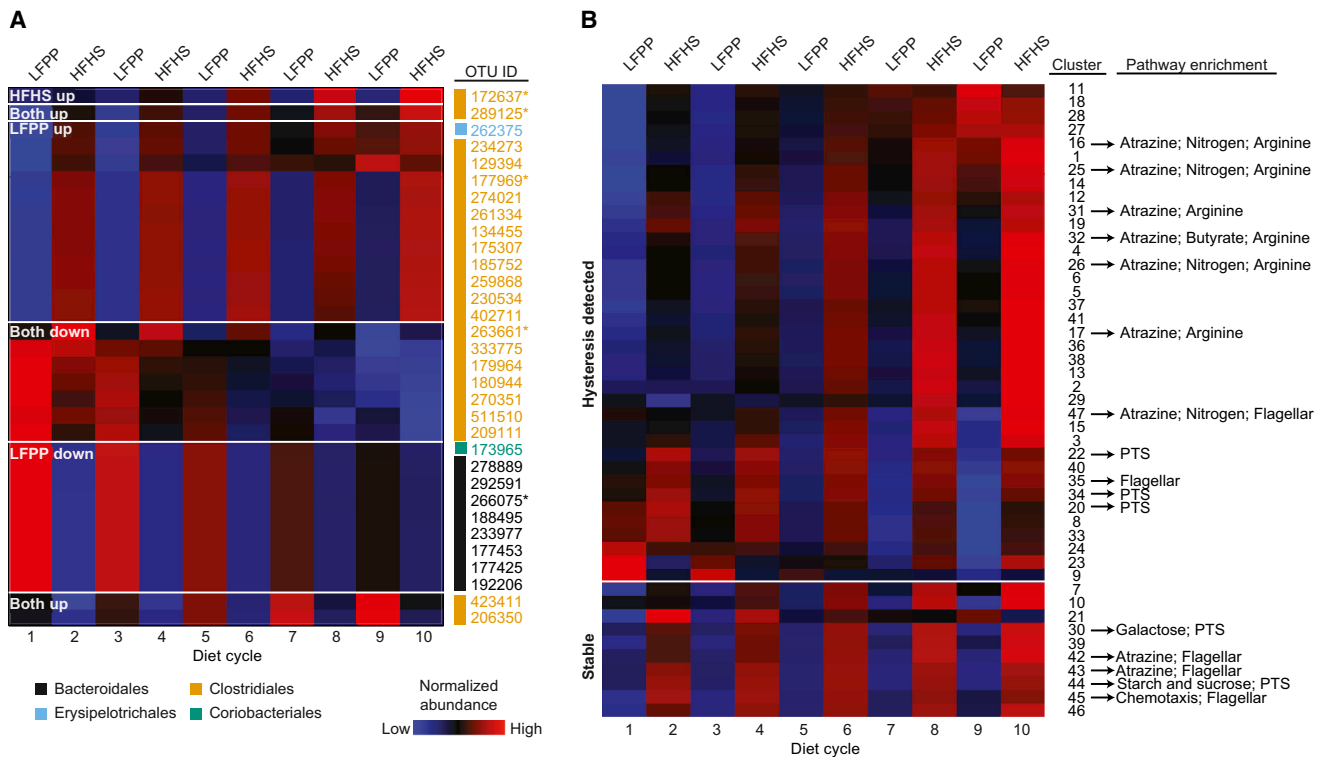 A
LFPP HFHS LFPP HFHS LFPP HFHS LFPP HFHS LFPP HFHS
OTU ID
HFHS up
Both up
LFPP up
Both down
LFPP down
Both up
172637*
289125*
262375
234273
129394
177969*
274021
261334
134455
175307
185752
259868
230534
402711
263661*
333775
179964
180944
270351
511510
209111
173965
278889
292591
266075*
188495
233977
177453
177425
192206
423411
206350
1 2 3 4 5 6 7 8 9 10
Diet cycle
Bacteroidales
Clostridiales
Erysipelotrichales
Coriobacteriales
Normalized
abundance
Low High
B
LFPP HFHS LFPP HFHS LFPP HFHS LFPP HFHS LFPP HFHS
Cluster Pathway enrichment
Hysteresis detected
Stable
11
18
28
27
16 Atrazine; Nitrogen; Arginine
1
25 Atrazine; Nitrogen; Arginine
14
12
31 Atrazine; Arginine
19
32 Atrazine; Butyrate; Arginine
4
26 Atrazine; Nitrogen; Arginine
6
5
37
41
17 Atrazine; Arginine
36
38
13
2
29
47 Atrazine; Nitrogen; Flagellar
15
3
22 PTS
40
35 Flagellar
34 PTS
20 PTS
8
33
24
23
9
7
10
21
30 Galactose; PTS
39
42 Atrazine; Flagellar
43 Atrazine; Flagellar
44 Starch and sucrose; PTS
45 Chemotaxis; Flagellar
46
1 2 3 4 5 6 7 8 9 10
Diet cycle